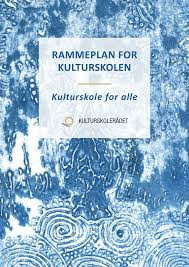 RAMMEPLAN FOR
KULTURSKOLEN
Kulturskole for alle
KULTURSKOLERÅDET